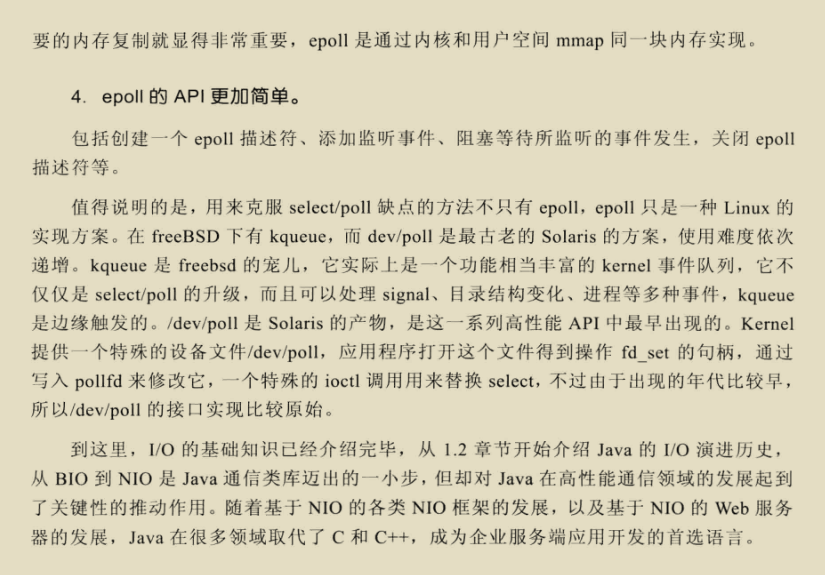 要的内存复制就显得非常重要，epoll 是通过内核和用户空间 mmap 同一块内存实现。
4. epoll 的 API 更加简单。
包括创建一个 epoll 描述符、添加监听事件、阻塞等待所监听的事件发生，关闭 epoll
描述符等。
值得说明的是，用来克服 select/poll 缺点的方法不只有 epoll，epoll 只是一种 Linux 的
实现方案。在 freeBSD 下有 kqueue，而 dev/poll 是最古老的 Solaris 的方案，使用难度依次
递增。kqueue 是 freebsd 的宠儿，它实际上是一个功能相当丰富的 kernel 事件队列，它不
仅仅是 select/poll 的升级，而且可以处理 signal、目录结构变化、进程等多种事件，kqueue
是边缘触发的。/dev/poll 是 Solaris 的产物，是这一系列高性能 API 中最早出现的。Kernel
提供一个特殊的设备文件/dev/poll，应用程序打开这个文件得到操作 fd_set 的句柄，通过
写入 pollfd 来修改它，一个特殊的 ioctl 调用用来替换 select，不过由于出现的年代比较早，
所以/dev/poll 的接口实现比较原始。
到这里，I/O 的基础知识已经介绍完毕，从 1.2 章节开始介绍 Java 的 I/O 演进历史，
从 BIO 到 NIO 是 Java 通信类库迈出的一小步，但却对 Java 在高性能通信领域的发展起到
了关键性的推动作用。随着基于 NIO 的各类 NIO 框架的发展，以及基于 NIO 的 Web 服务
器的发展，Java 在很多领域取代了 C 和 C++，成为企业服务端应用开发的首选语言。